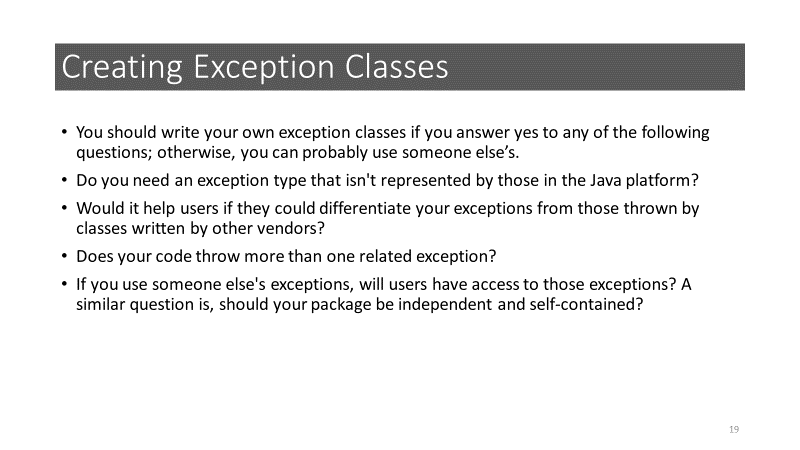 Creating Exception Classes
• You should write your own exception classes if you answer yes to any of the following
questions; otherwise, you can probably use someone else’s.
• Do you need an exception type that isn't represented by those in the Java platform?
• Would it help users if they could differentiate your exceptions from those thrown by
classes written by other vendors?
• Does your code throw more than one related exception?
• If you use someone else's exceptions, will users have access to those exceptions? A
similar question is, should your package be independent and self-contained?
19